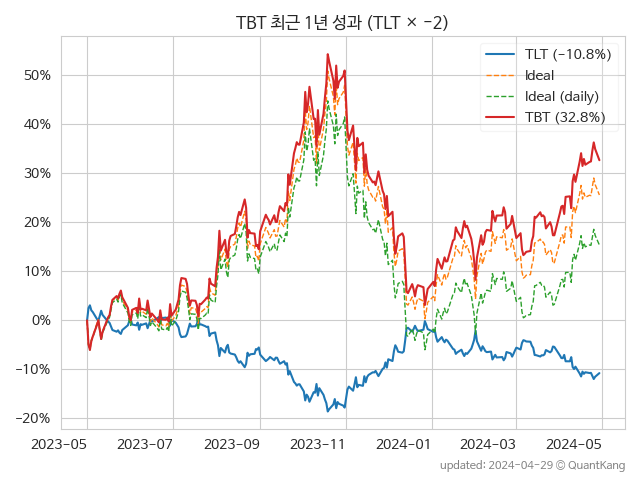 TBT 최근 1년 성과 (TLT × −2)
TLT (−10.8%)
Ideal
Ideal (daily)
TBT (32.8%)
50%
40%
30%
20%
10%
0%
−10%
−20%
2023-05 2023-07 2023-09 2023-11 2024-01 2024-03 2024-05
updated: 2024-04-29 © QuantKang